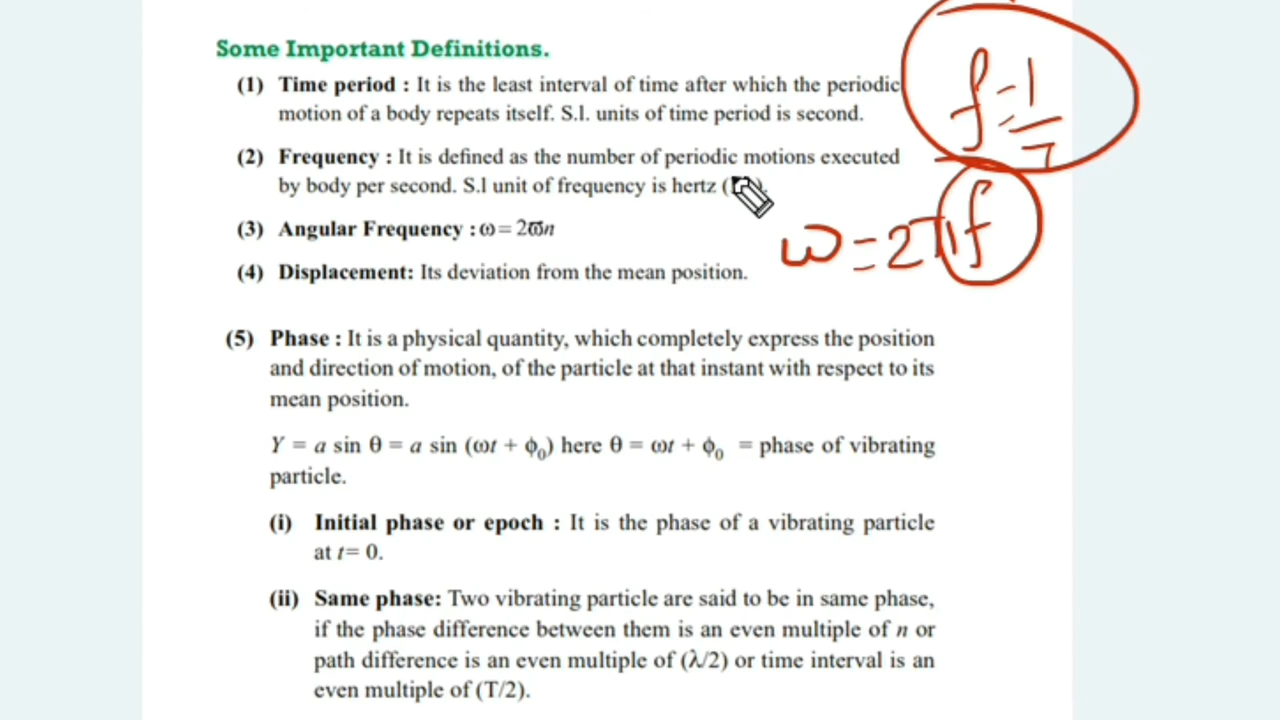 Some Important Definitions.
(1) Time period : It is the least interval of time after which the periodic
motion of a body repeats itself. S.I. units of time period is second.
f = 1/T
(2) Frequency : It is defined as the number of periodic motions executed
by body per second. S.I unit of frequency is hertz (
(3) Angular Frequency : ω = 2ϖn
ω = 2πf
(4) Displacement: Its deviation from the mean position.
(5) Phase : It is a physical quantity, which completely express the position
and direction of motion, of the particle at that instant with respect to its
mean position.
Y = a sin θ = a sin (ωt + ϕ₀) here θ = ωt + ϕ₀ = phase of vibrating
particle.
(i) Initial phase or epoch : It is the phase of a vibrating particle
at t= 0.
(ii) Same phase: Two vibrating particle are said to be in same phase,
if the phase difference between them is an even multiple of n or
path difference is an even multiple of (λ/2) or time interval is an
even multiple of (T/2).